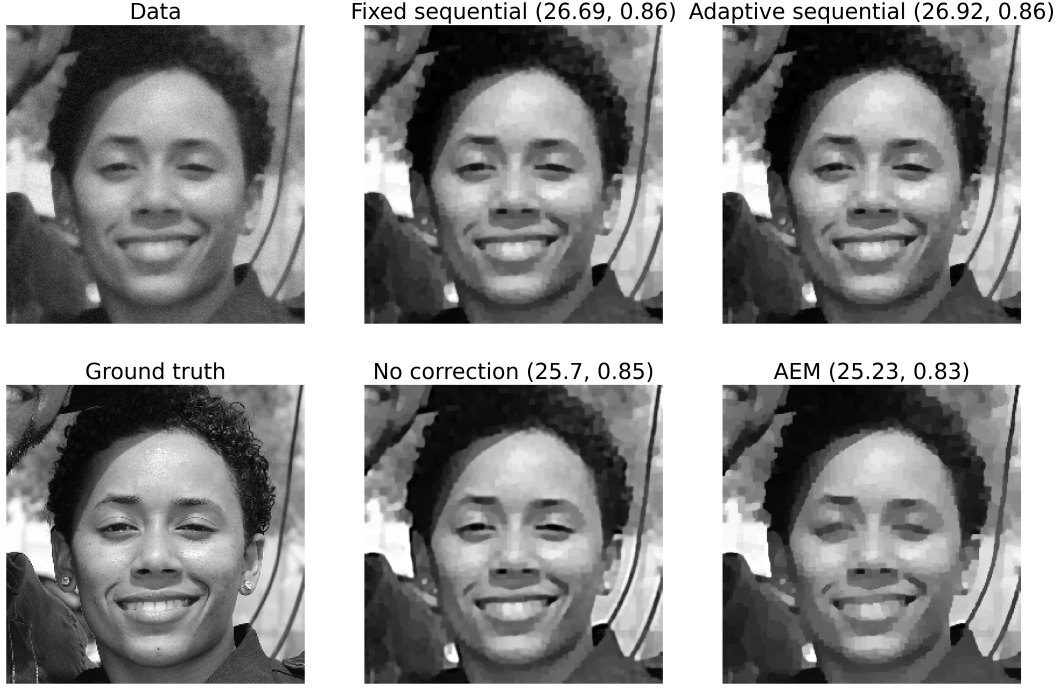 Data
Fixed sequential (26.69, 0.86)
Adaptive sequential (26.92, 0.86)
Ground truth
No correction (25.7, 0.85)
AEM (25.23, 0.83)